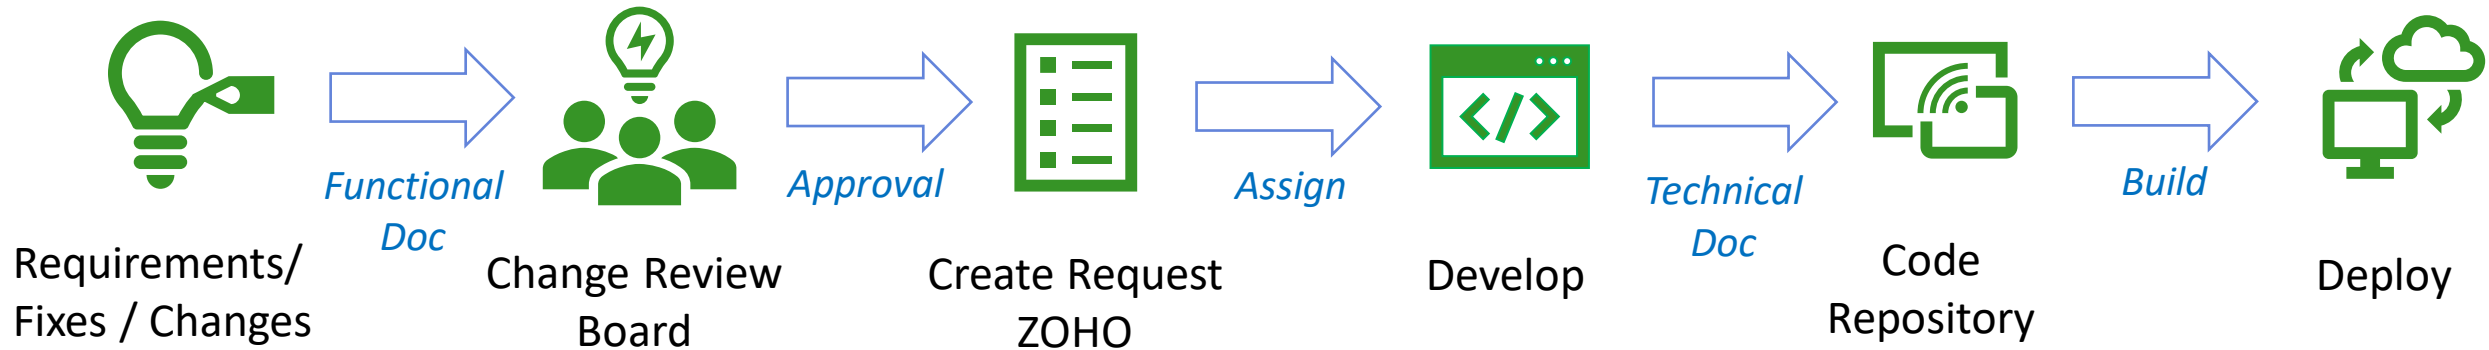 Requirements/
Fixes / Changes
Functional
Doc
Change Review
Board
Approval
Create Request
ZOHO
Assign
Develop
Technical
Doc
Code
Repository
Build
Deploy